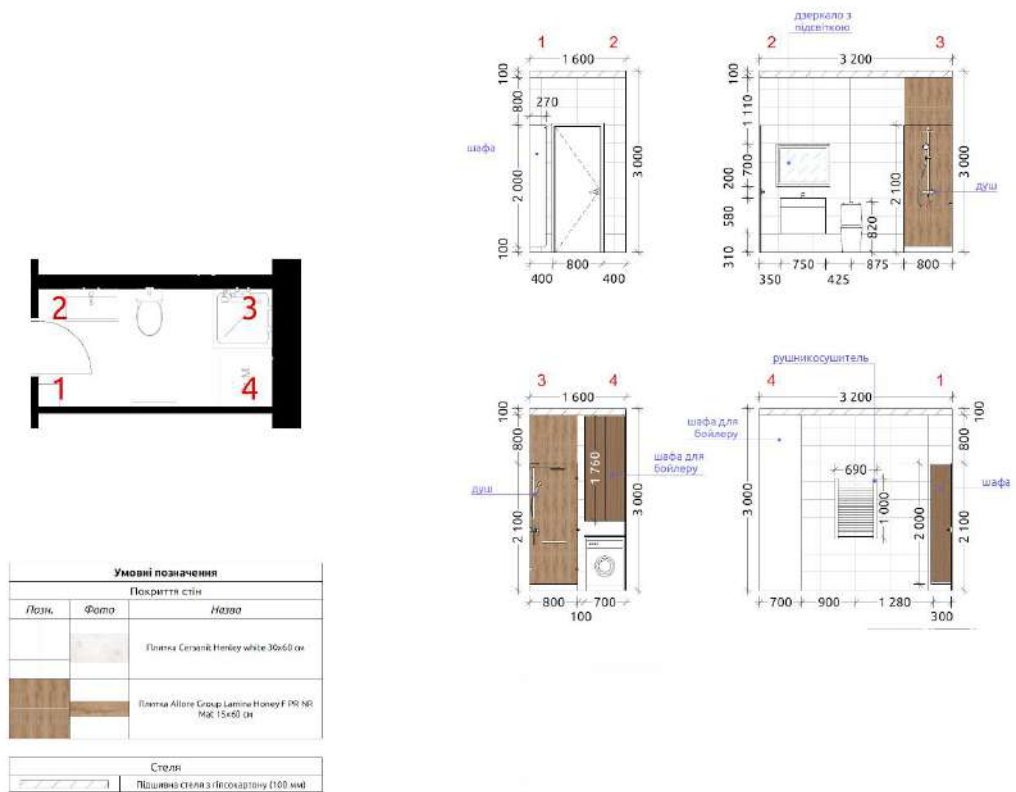 дзеркало з
підсвіткою
1 2
1 600
100
800
270
шафа
2 000
3 000
100
400 800 400
2 3
3 200
100
1 110
700
200
580
310
2 100
3 000
820
душ
750 875 800
350 425
2
3
1
4
3 4
1 600
100
800
1 760
шафа для
бойлеру
душ
2 100
3 000
800 700
100
рушникосушитель
4 1
3 200
100
шафа для
бойлеру
800
690
1 000
2 000
3 000
2 100
шафа
700 900 1 280
300
Умовні позначення
Покриття стін
Позн. Фото Назва
Плитка Cersanit Henley white 30x60 см
Плитка Allore Group Lamina Honey F PR NR
Mat 15x60 см
Стеля
Підшивна стеля з гіпсокартону (100 мм)